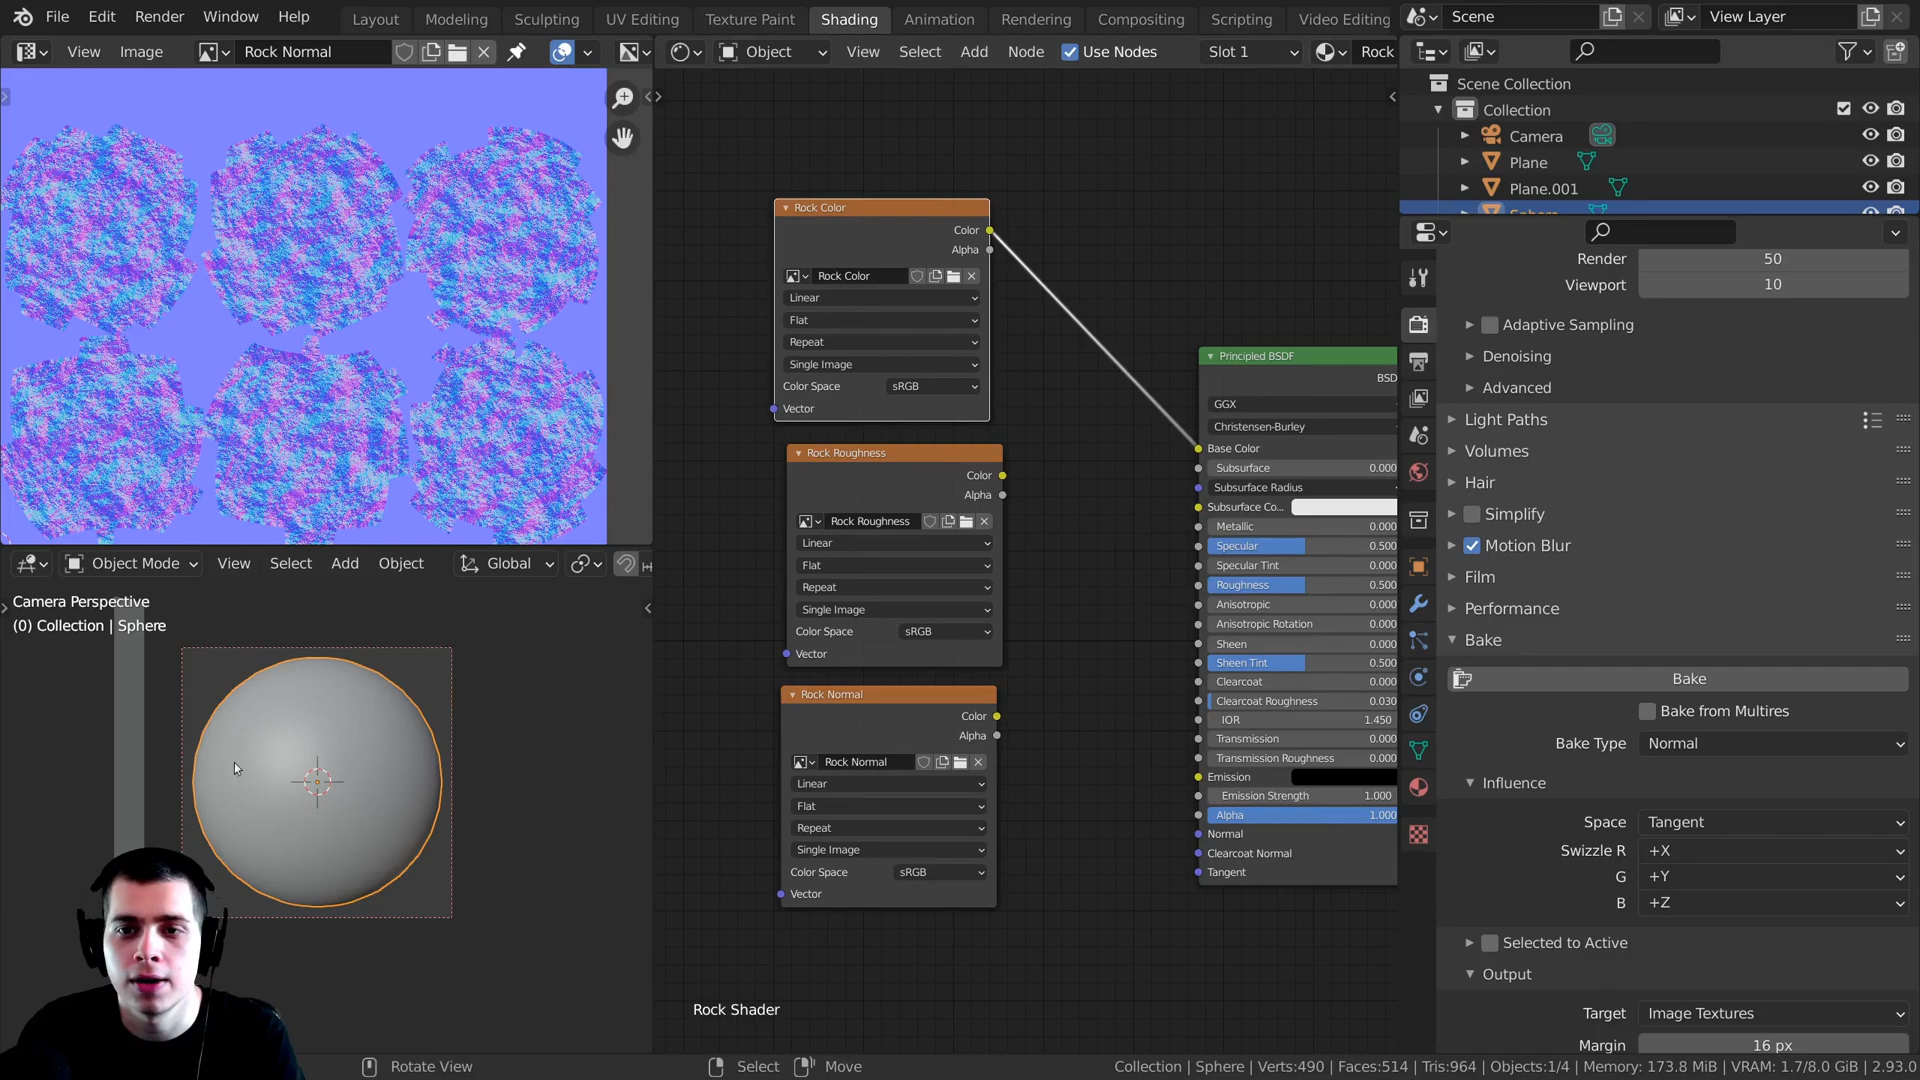 File Edit Render Window Help Layout Modeling Sculpting UV Editing Texture Paint Shading Animation Rendering Compositing Scripting Video Editing Scene View Layer
View Image Rock Normal Object View Select Add Node Use Nodes Slot 1 Rock
Scene Collection
Collection
Camera
Plane
Plane.001
Sphere
Rock Color
Color
Alpha
Rock Color
Linear
Flat
Repeat
Single Image
Color Space sRGB
Vector
Rock Roughness
Color
Alpha
Rock Roughness
Linear
Flat
Repeat
Single Image
Color Space sRGB
Vector
Rock Normal
Color
Alpha
Rock Normal
Linear
Flat
Repeat
Single Image
Color Space sRGB
Vector
Rock Shader
Principled BSDF
BSD
GGX
Christensen-Burley
Base Color
Subsurface 0.000
Subsurface Radius
Subsurface Co...
Metallic 0.000
Specular 0.500
Specular Tint 0.000
Roughness 0.500
Anisotropic 0.000
Anisotropic Rotation 0.000
Sheen 0.000
Sheen Tint 0.500
Clearcoat 0.000
Clearcoat Roughness 0.030
IOR 1.450
Transmission 0.000
Transmission Roughness 0.000
Emission
Emission Strength 1.000
Alpha 1.000
Normal
Clearcoat Normal
Tangent
Object Mode View Select Add Object Global
Camera Perspective
(0) Collection | Sphere
Render 50
Viewport 10
Adaptive Sampling
Denoising
Advanced
Light Paths
Volumes
Hair
Simplify
Motion Blur
Film
Performance
Bake
Bake
Bake from Multires
Bake Type Normal
Influence
Space Tangent
Swizzle R +X
G +Y
B +Z
Selected to Active
Output
Target Image Textures
Margin 16 px
Rotate View Select Move Collection | Sphere | Verts:490 | Faces:514 | Tris:964 | Objects:1/4 | Memory: 173.8 MiB | VRAM: 1.7/8.0 GiB | 2.93.0